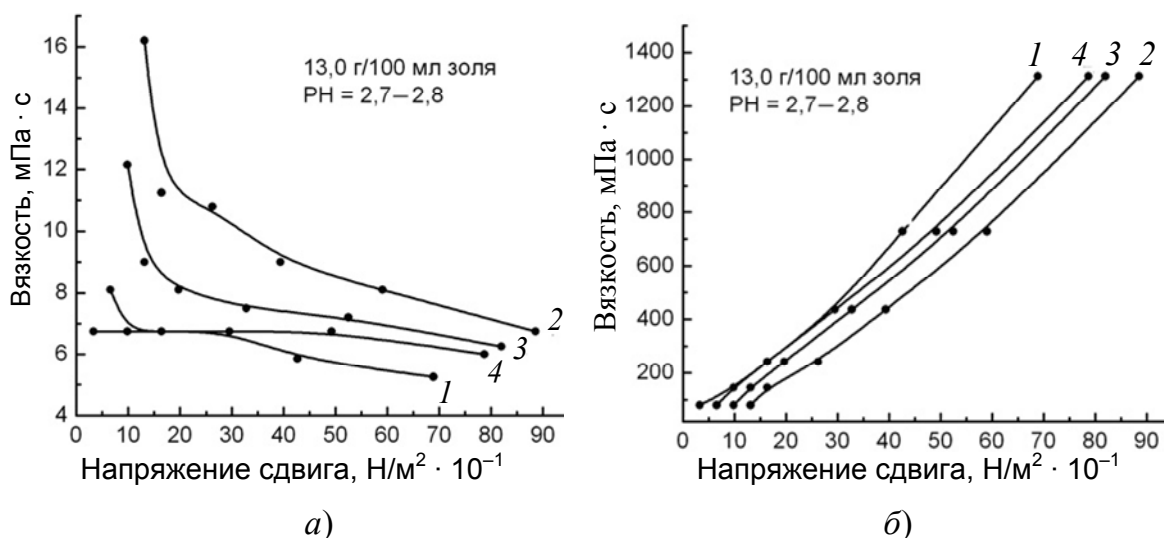 16
14
12
10
8
6
4
0 10 20 30 40 50 60 70 80 90
Вязкость, мПа · с
13,0 г/100 мл золя
PH = 2,7—2,8
2
3
4
1
Напряжение сдвига, Н/м² · 10⁻¹
а)
1400
1200
1000
800
600
400
200
0 10 20 30 40 50 60 70 80 90
Вязкость, мПа · с
13,0 г/100 мл золя
PH = 2,7—2,8
1 4 3 2
Напряжение сдвига, Н/м² · 10⁻¹
б)